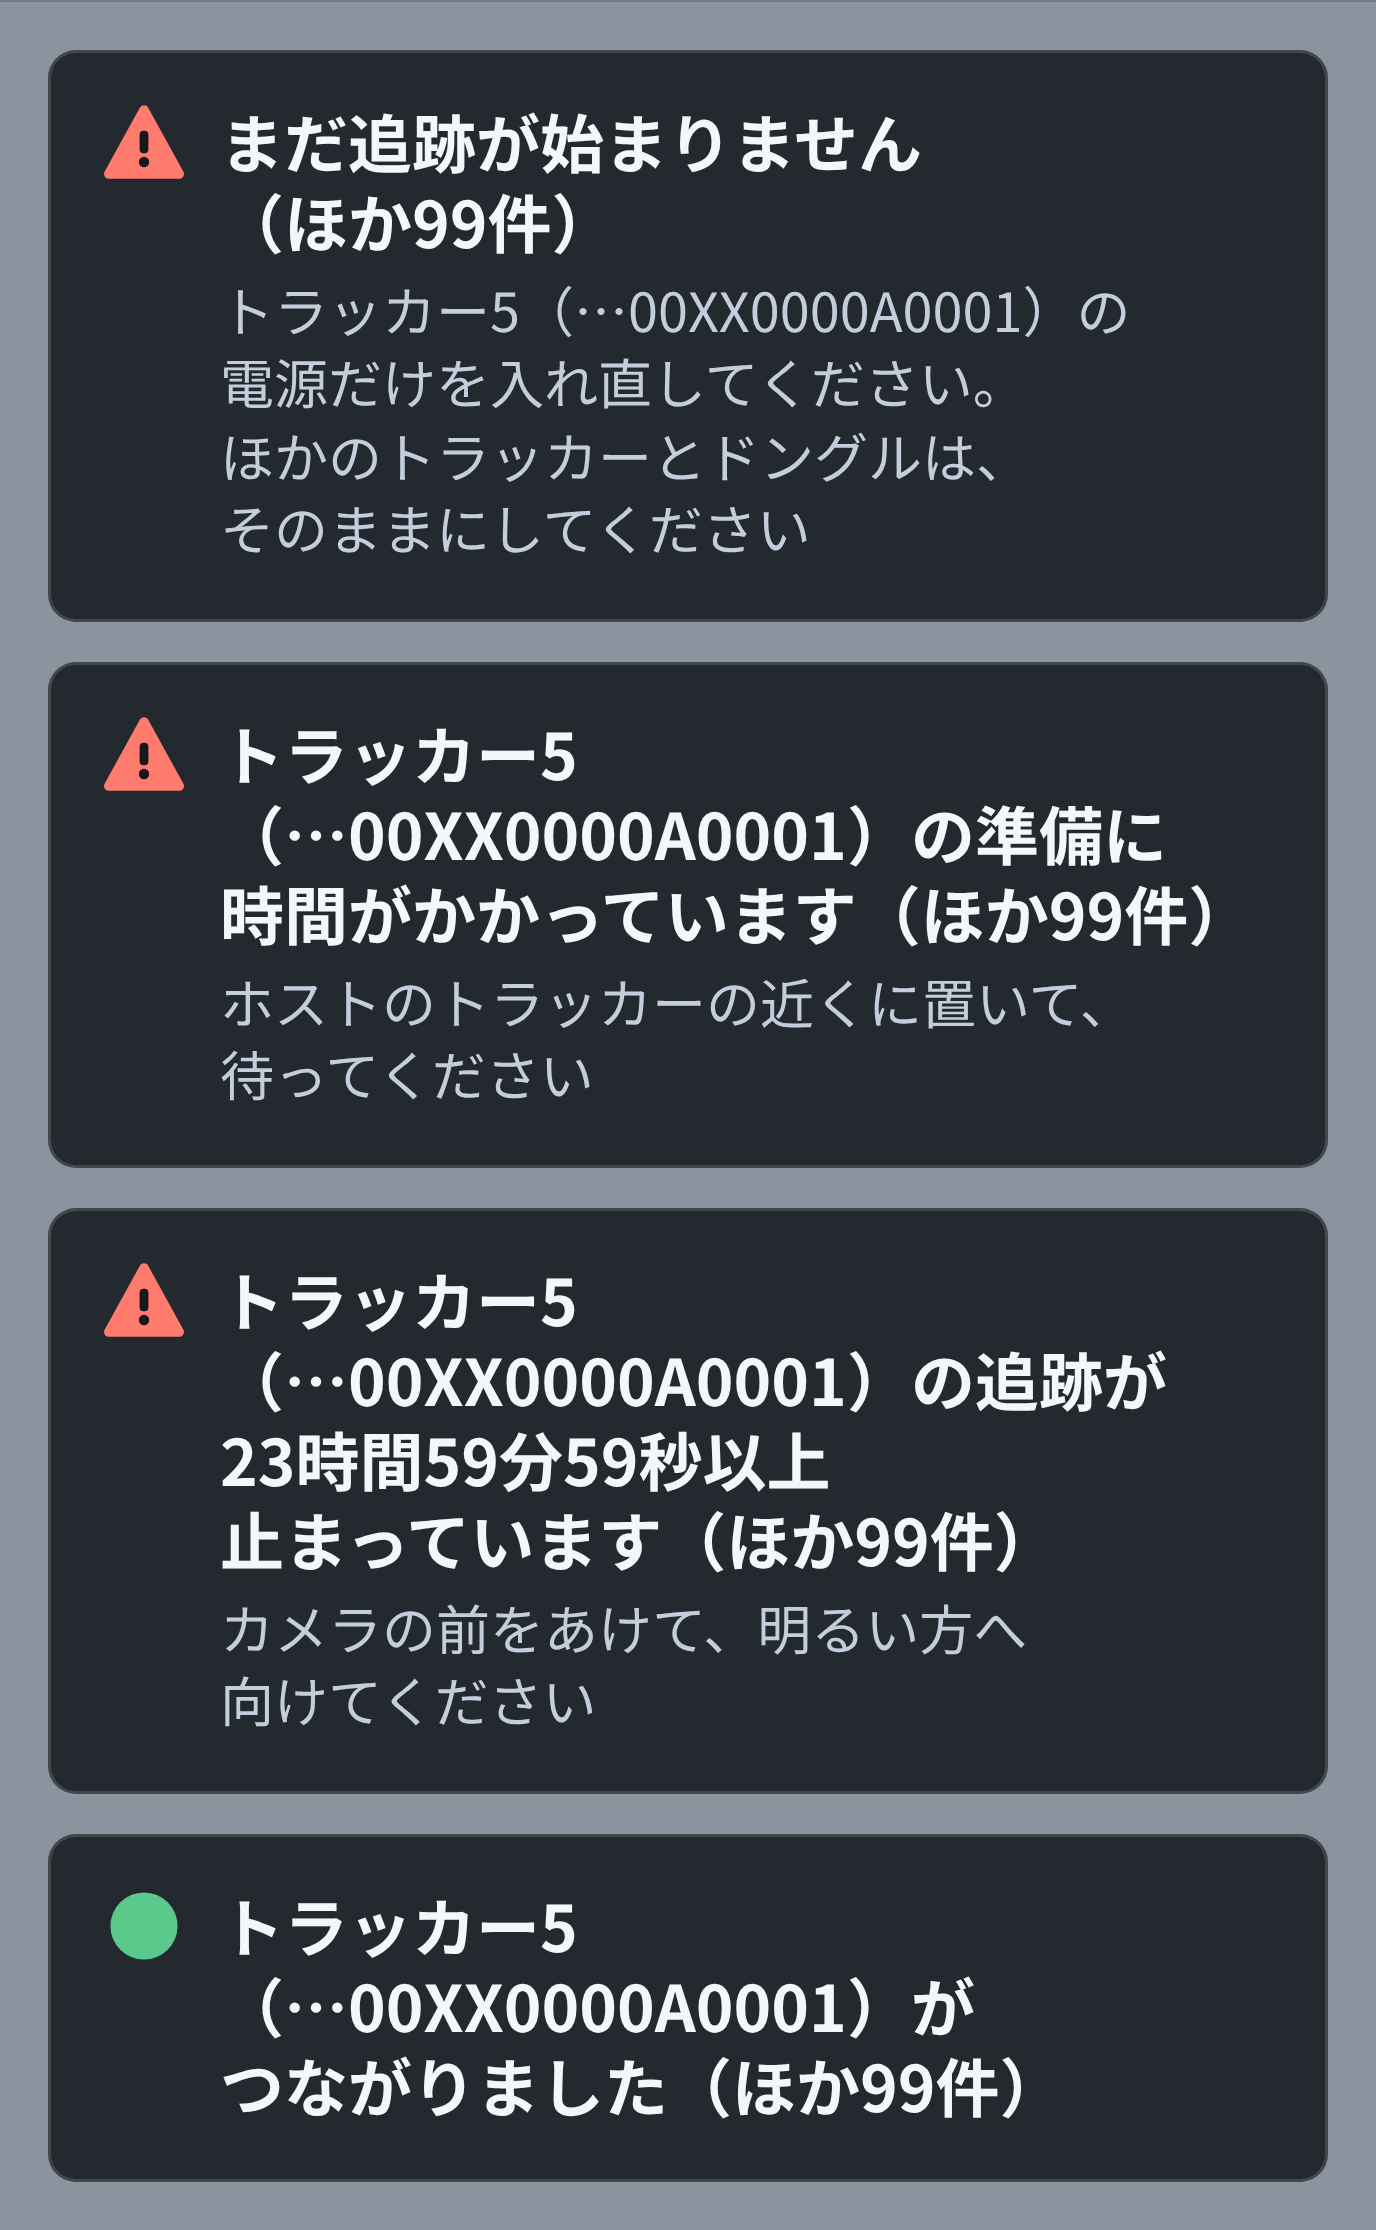 まだ追跡が始まりません
（ほか99件）
トラッカー5（…00XX0000A0001）の
電源だけを入れ直してください。
ほかのトラッカーとドングルは、
そのままにしてください
トラッカー5
（…00XX0000A0001）の準備に
時間がかかっています（ほか99件）
ホストのトラッカーの近くに置いて、
待ってください
トラッカー5
（…00XX0000A0001）の追跡が
23時間59分59秒以上
止まっています（ほか99件）
カメラの前をあけて、明るい方へ
向けてください
トラッカー5
（…00XX0000A0001）が
つながりました（ほか99件）